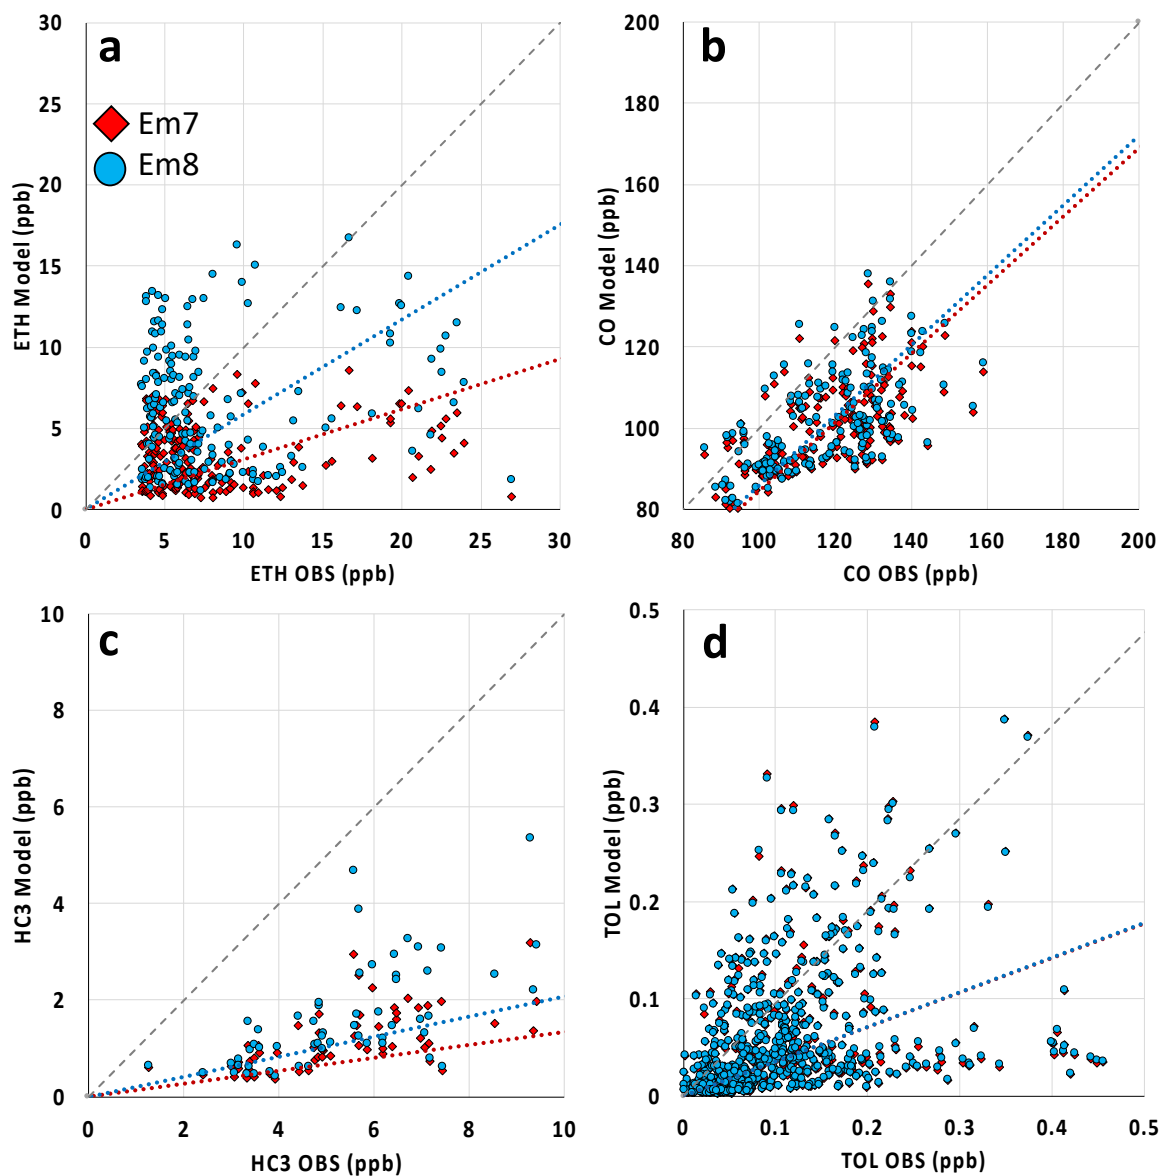 a
30
25
20
15
10
5
0
ETH Model (ppb)
Em7
Em8
0 5 10 15 20 25 30
ETH OBS (ppb)
b
200
180
160
140
120
100
80
CO Model (ppb)
80 100 120 140 160 180 200
CO OBS (ppb)
c
10
8
6
4
2
0
HC3 Model (ppb)
0 2 4 6 8 10
HC3 OBS (ppb)
d
0.5
0.4
0.3
0.2
0.1
0
TOL Model (ppb)
0 0.1 0.2 0.3 0.4 0.5
TOL OBS (ppb)